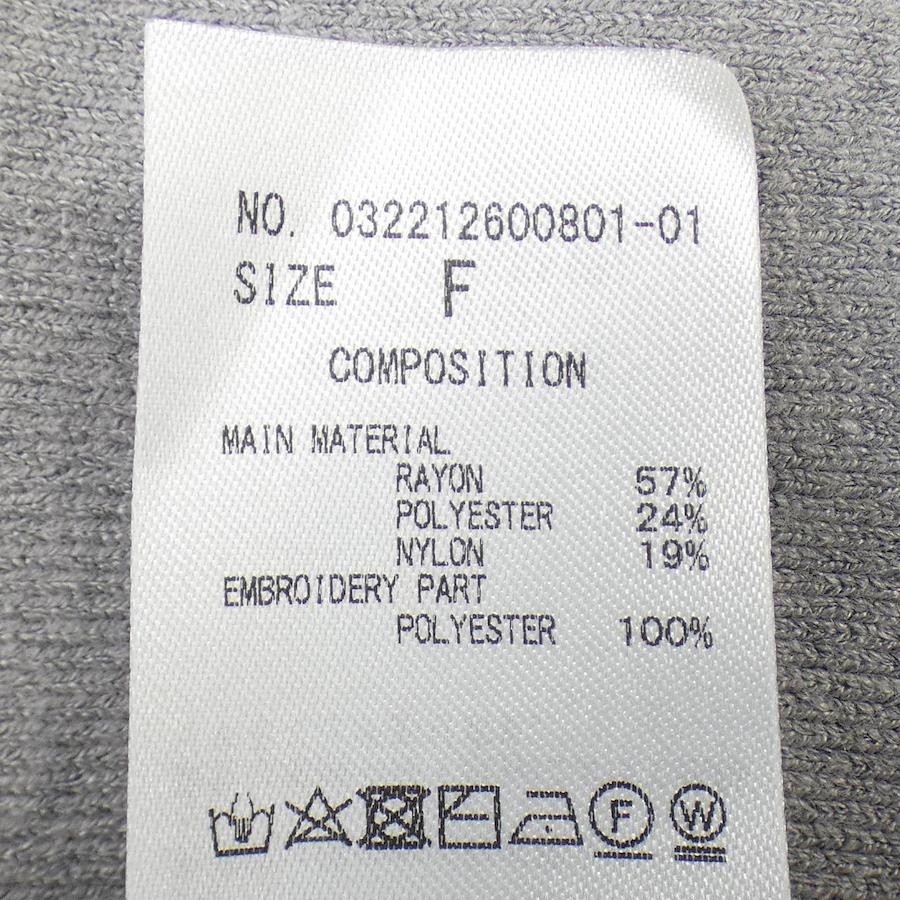 NO. 032212600801-01
SIZE F
COMPOSITION
MAIN MATERIAL
RAYON 57%
POLYESTER 24%
NYLON 19%
EMBROIDERY PART
POLYESTER 100%
F W